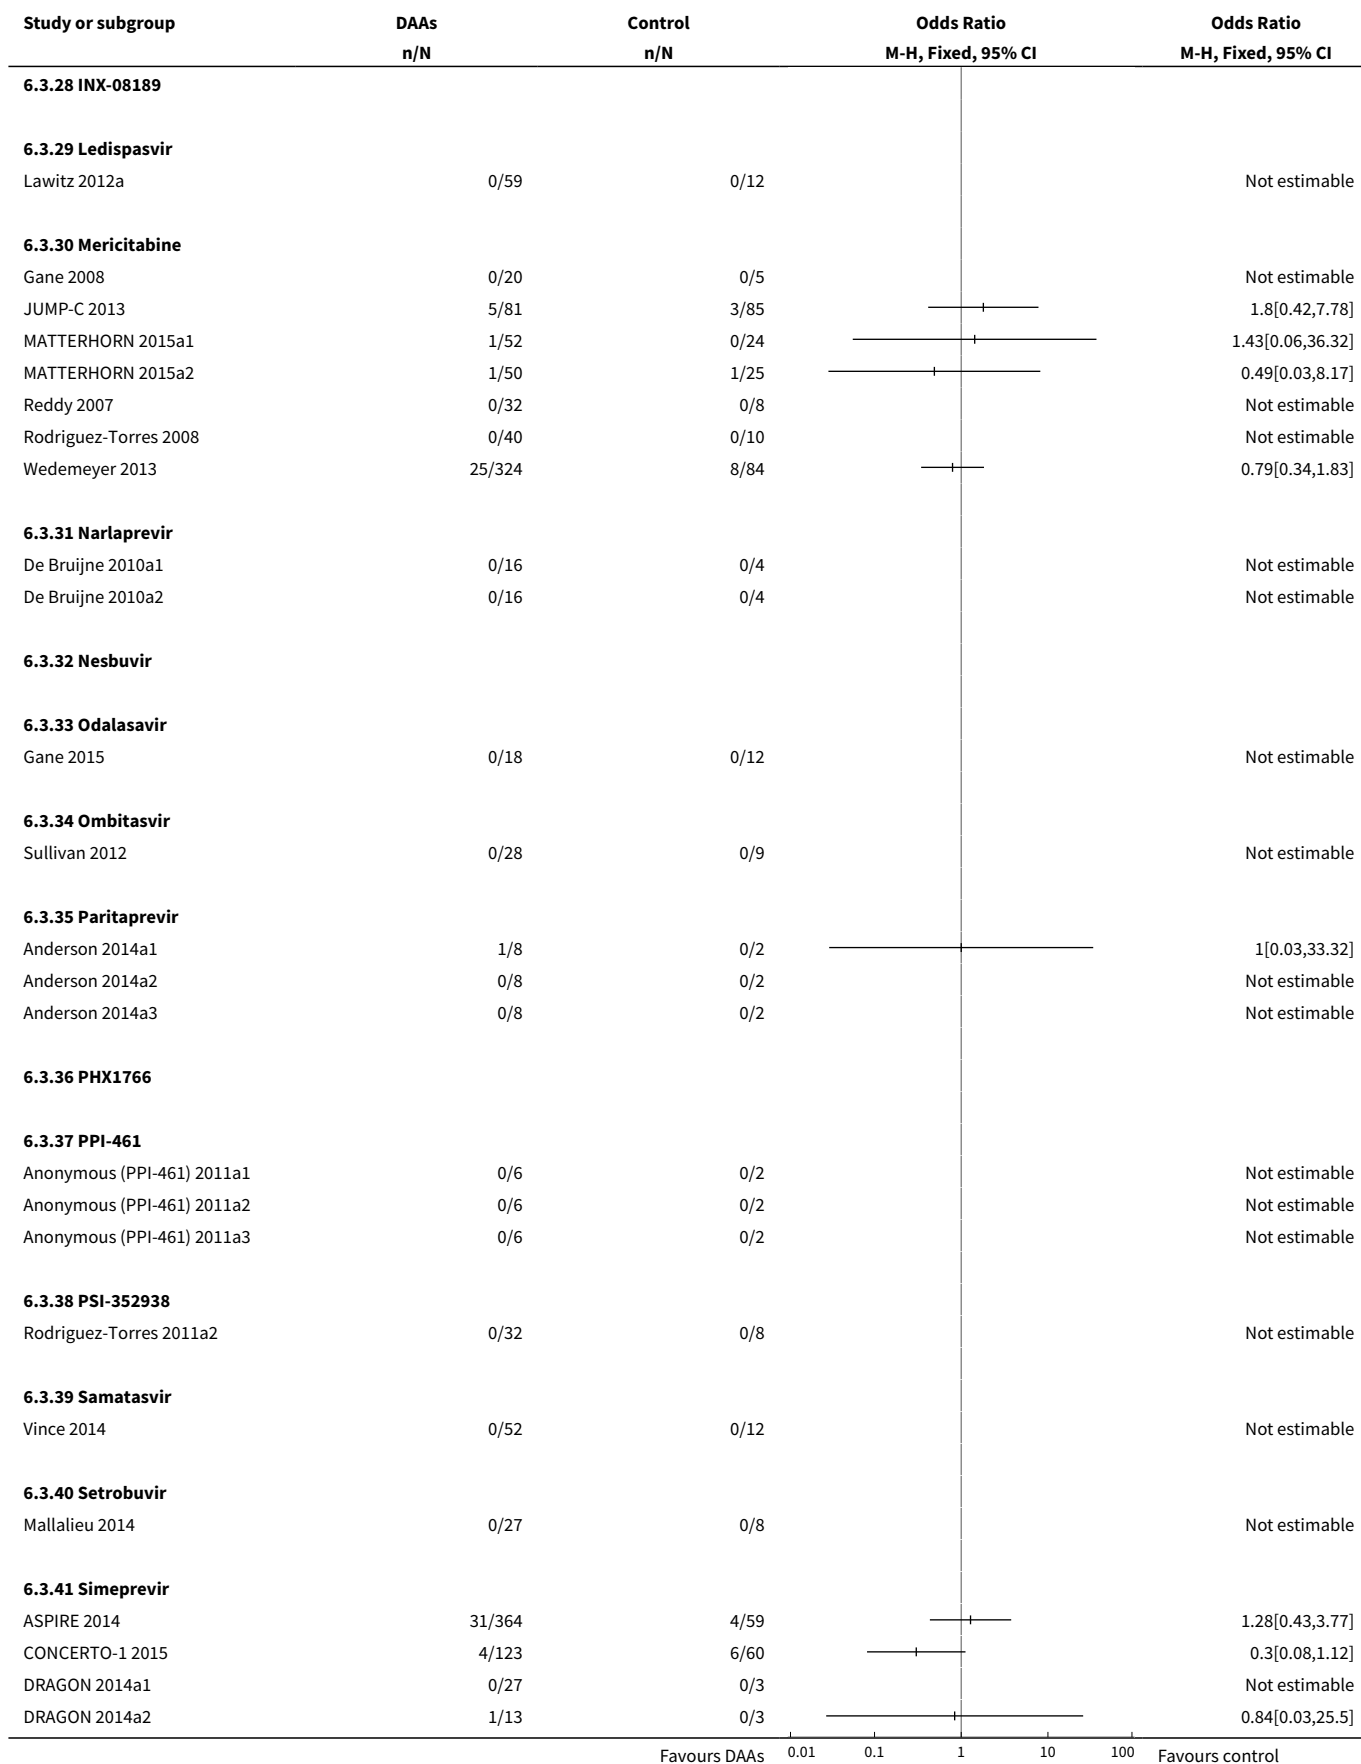 Study or subgroup DAAs Control Odds Ratio Odds Ratio
n/N n/N M-H, Fixed, 95% CI M-H, Fixed, 95% CI
6.3.28 INX-08189
6.3.29 Ledispasvir
Lawitz 2012a 0/59 0/12 Not estimable
6.3.30 Mericitabine
Gane 2008 0/20 0/5 Not estimable
JUMP-C 2013 5/81 3/85 1.8[0.42,7.78]
MATTERHORN 2015a1 1/52 0/24 1.43[0.06,36.32]
MATTERHORN 2015a2 1/50 1/25 0.49[0.03,8.17]
Reddy 2007 0/32 0/8 Not estimable
Rodriguez-Torres 2008 0/40 0/10 Not estimable
Wedemeyer 2013 25/324 8/84 0.79[0.34,1.83]
6.3.31 Narlaprevir
De Bruijne 2010a1 0/16 0/4 Not estimable
De Bruijne 2010a2 0/16 0/4 Not estimable
6.3.32 Nesbuvir
6.3.33 Odalasavir
Gane 2015 0/18 0/12 Not estimable
6.3.34 Ombitasvir
Sullivan 2012 0/28 0/9 Not estimable
6.3.35 Paritaprevir
Anderson 2014a1 1/8 0/2 1[0.03,33.32]
Anderson 2014a2 0/8 0/2 Not estimable
Anderson 2014a3 0/8 0/2 Not estimable
6.3.36 PHX1766
6.3.37 PPI-461
Anonymous (PPI-461) 2011a1 0/6 0/2 Not estimable
Anonymous (PPI-461) 2011a2 0/6 0/2 Not estimable
Anonymous (PPI-461) 2011a3 0/6 0/2 Not estimable
6.3.38 PSI-352938
Rodriguez-Torres 2011a2 0/32 0/8 Not estimable
6.3.39 Samatasvir
Vince 2014 0/52 0/12 Not estimable
6.3.40 Setrobuvir
Mallalieu 2014 0/27 0/8 Not estimable
6.3.41 Simeprevir
ASPIRE 2014 31/364 4/59 1.28[0.43,3.77]
CONCERTO-1 2015 4/123 6/60 0.3[0.08,1.12]
DRAGON 2014a1 0/27 0/3 Not estimable
DRAGON 2014a2 1/13 0/3 0.84[0.03,25.5]
Favours DAAs 0.01 0.1 1 10 100 Favours control